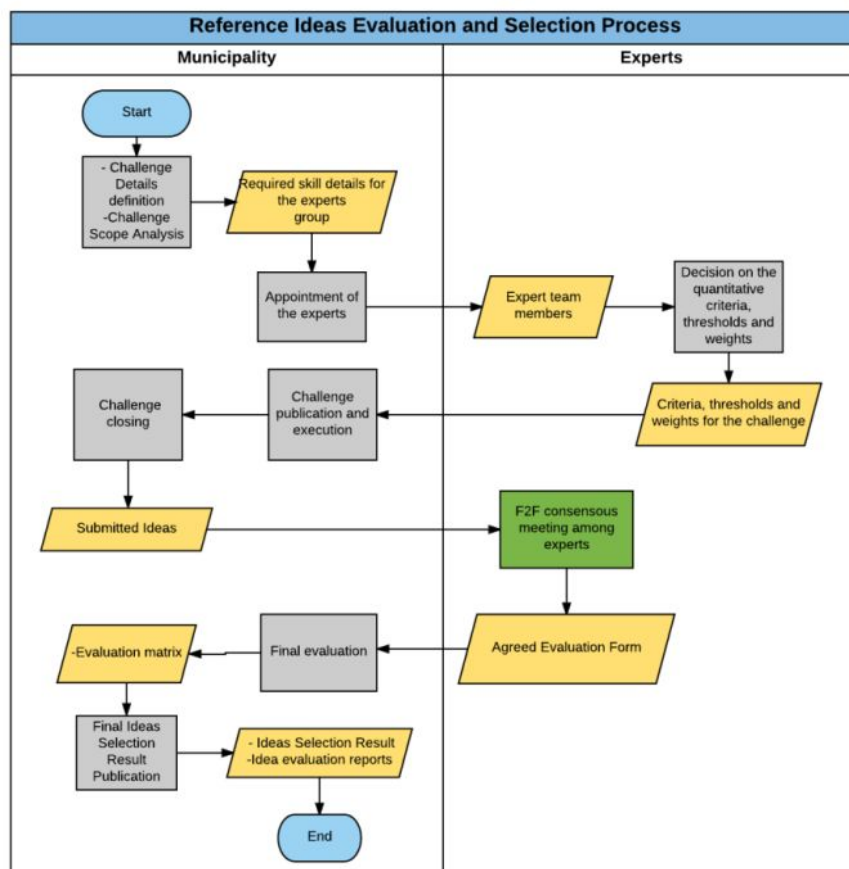 Reference Ideas Evaluation and Selection Process
Municipality
Experts
Start
- Challenge
Details
definition
-Challenge
Scope Analysis
Required skill details for
the experts
group
Appointment of
the experts
Expert team
members
Decision on the
quantitative
criteria,
thresholds and
weights
Criteria, thresholds and
weights for the challenge
Challenge
publication and
execution
Challenge
closing
Submitted Ideas
F2F consensous
meeting among
experts
Agreed Evaluation Form
Final evaluation
-Evaluation matrix
Final Ideas
Selection
Result
Publication
- Ideas Selection Result
-Idea evaluation reports
End